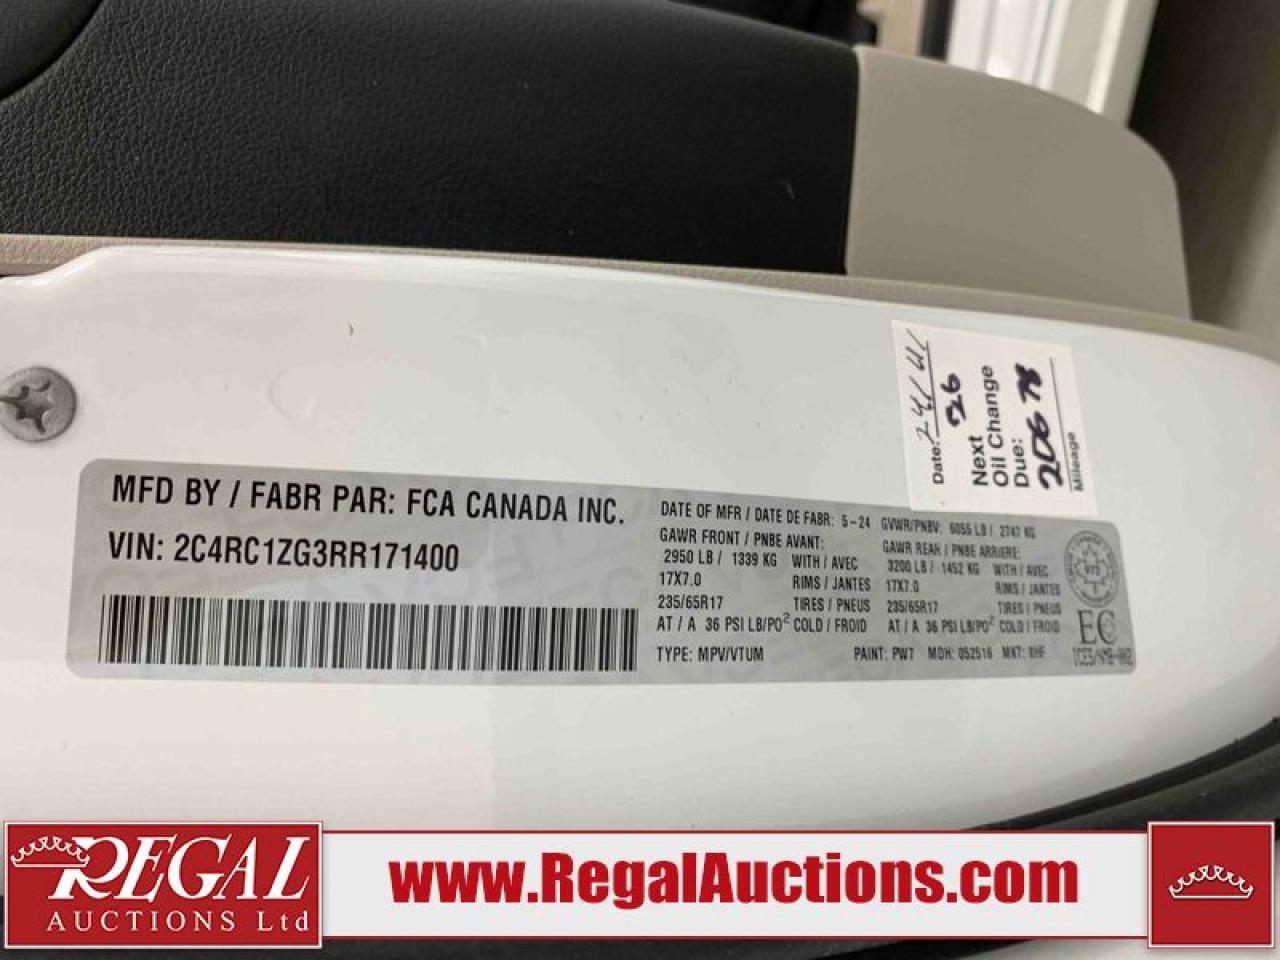 MFD BY / FABR PAR: FCA CANADA INC.
VIN: 2C4RC1ZG3RR171400
DATE OF MFR / DATE DE FABR: 5-24 GVWR/PNBV: 6055 LB / 2747 KG
GAWR FRONT / PNBE AVANT:
2950 LB / 1339 KG WITH / AVEC
17X7.0 RIMS / JANTES
235/65R17 TIRES / PNEUS
AT / A 36 PSI LB/PO² COLD / FROID
GAWR REAR / PNBE ARRIERE:
3200 LB / 1452 KG WITH / AVEC
17X7.0 RIMS / JANTES
235/65R17 TIRES / PNEUS
AT / A 36 PSI LB/PO² COLD / FROID
TYPE: MPV/VTUM PAINT: PW7 MDH: 052516 MKT:
EC
Date:
Next
Oil Change
Due:
20678
Mileage
REGAL
AUCTIONS Ltd
www.RegalAuctions.com